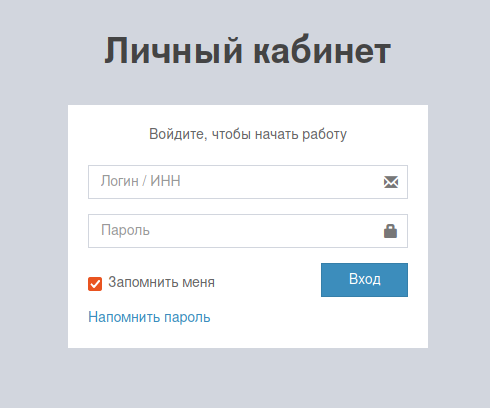 Личный кабинет
Войдите, чтобы начать работу
Логин / ИНН
Пароль
Запомнить меня
Вход
Напомнить пароль